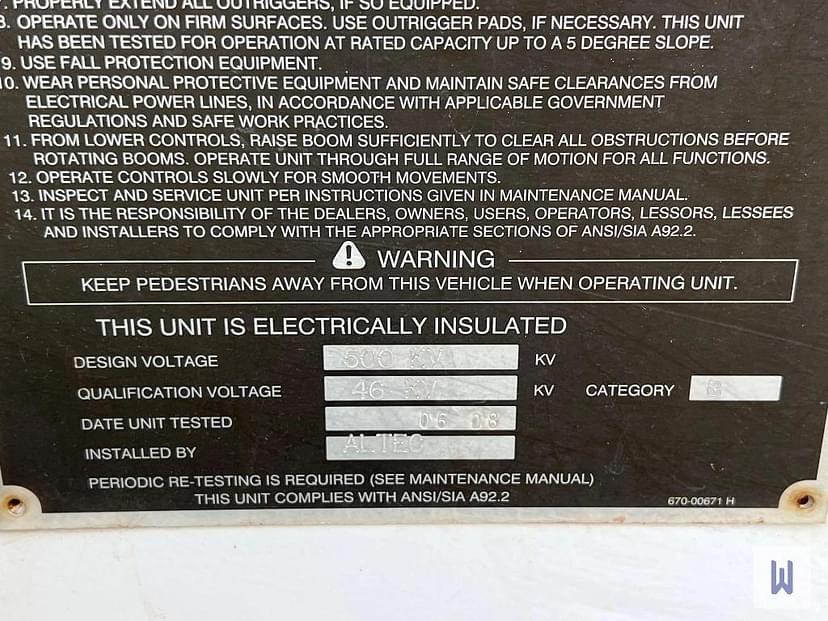 7. PROPERLY EXTEND ALL OUTRIGGERS, IF SO EQUIPPED.
8. OPERATE ONLY ON FIRM SURFACES. USE OUTRIGGER PADS, IF NECESSARY. THIS UNIT
HAS BEEN TESTED FOR OPERATION AT RATED CAPACITY UP TO A 5 DEGREE SLOPE.
9. USE FALL PROTECTION EQUIPMENT.
10. WEAR PERSONAL PROTECTIVE EQUIPMENT AND MAINTAIN SAFE CLEARANCES FROM
ELECTRICAL POWER LINES, IN ACCORDANCE WITH APPLICABLE GOVERNMENT
REGULATIONS AND SAFE WORK PRACTICES.
11. FROM LOWER CONTROLS, RAISE BOOM SUFFICIENTLY TO CLEAR ALL OBSTRUCTIONS BEFORE
ROTATING BOOMS. OPERATE UNIT THROUGH FULL RANGE OF MOTION FOR ALL FUNCTIONS.
12. OPERATE CONTROLS SLOWLY FOR SMOOTH MOVEMENTS.
13. INSPECT AND SERVICE UNIT PER INSTRUCTIONS GIVEN IN MAINTENANCE MANUAL.
14. IT IS THE RESPONSIBILITY OF THE DEALERS, OWNERS, USERS, OPERATORS, LESSORS, LESSEES
AND INSTALLERS TO COMPLY WITH THE APPROPRIATE SECTIONS OF ANSI/SIA A92.2.
WARNING
KEEP PEDESTRIANS AWAY FROM THIS VEHICLE WHEN OPERATING UNIT.
THIS UNIT IS ELECTRICALLY INSULATED
DESIGN VOLTAGE 500 KV KV
QUALIFICATION VOLTAGE 46 KV KV CATEGORY
DATE UNIT TESTED 06 08
INSTALLED BY ALTEC
PERIODIC RE-TESTING IS REQUIRED (SEE MAINTENANCE MANUAL)
THIS UNIT COMPLIES WITH ANSI/SIA A92.2
670-00671 H
W